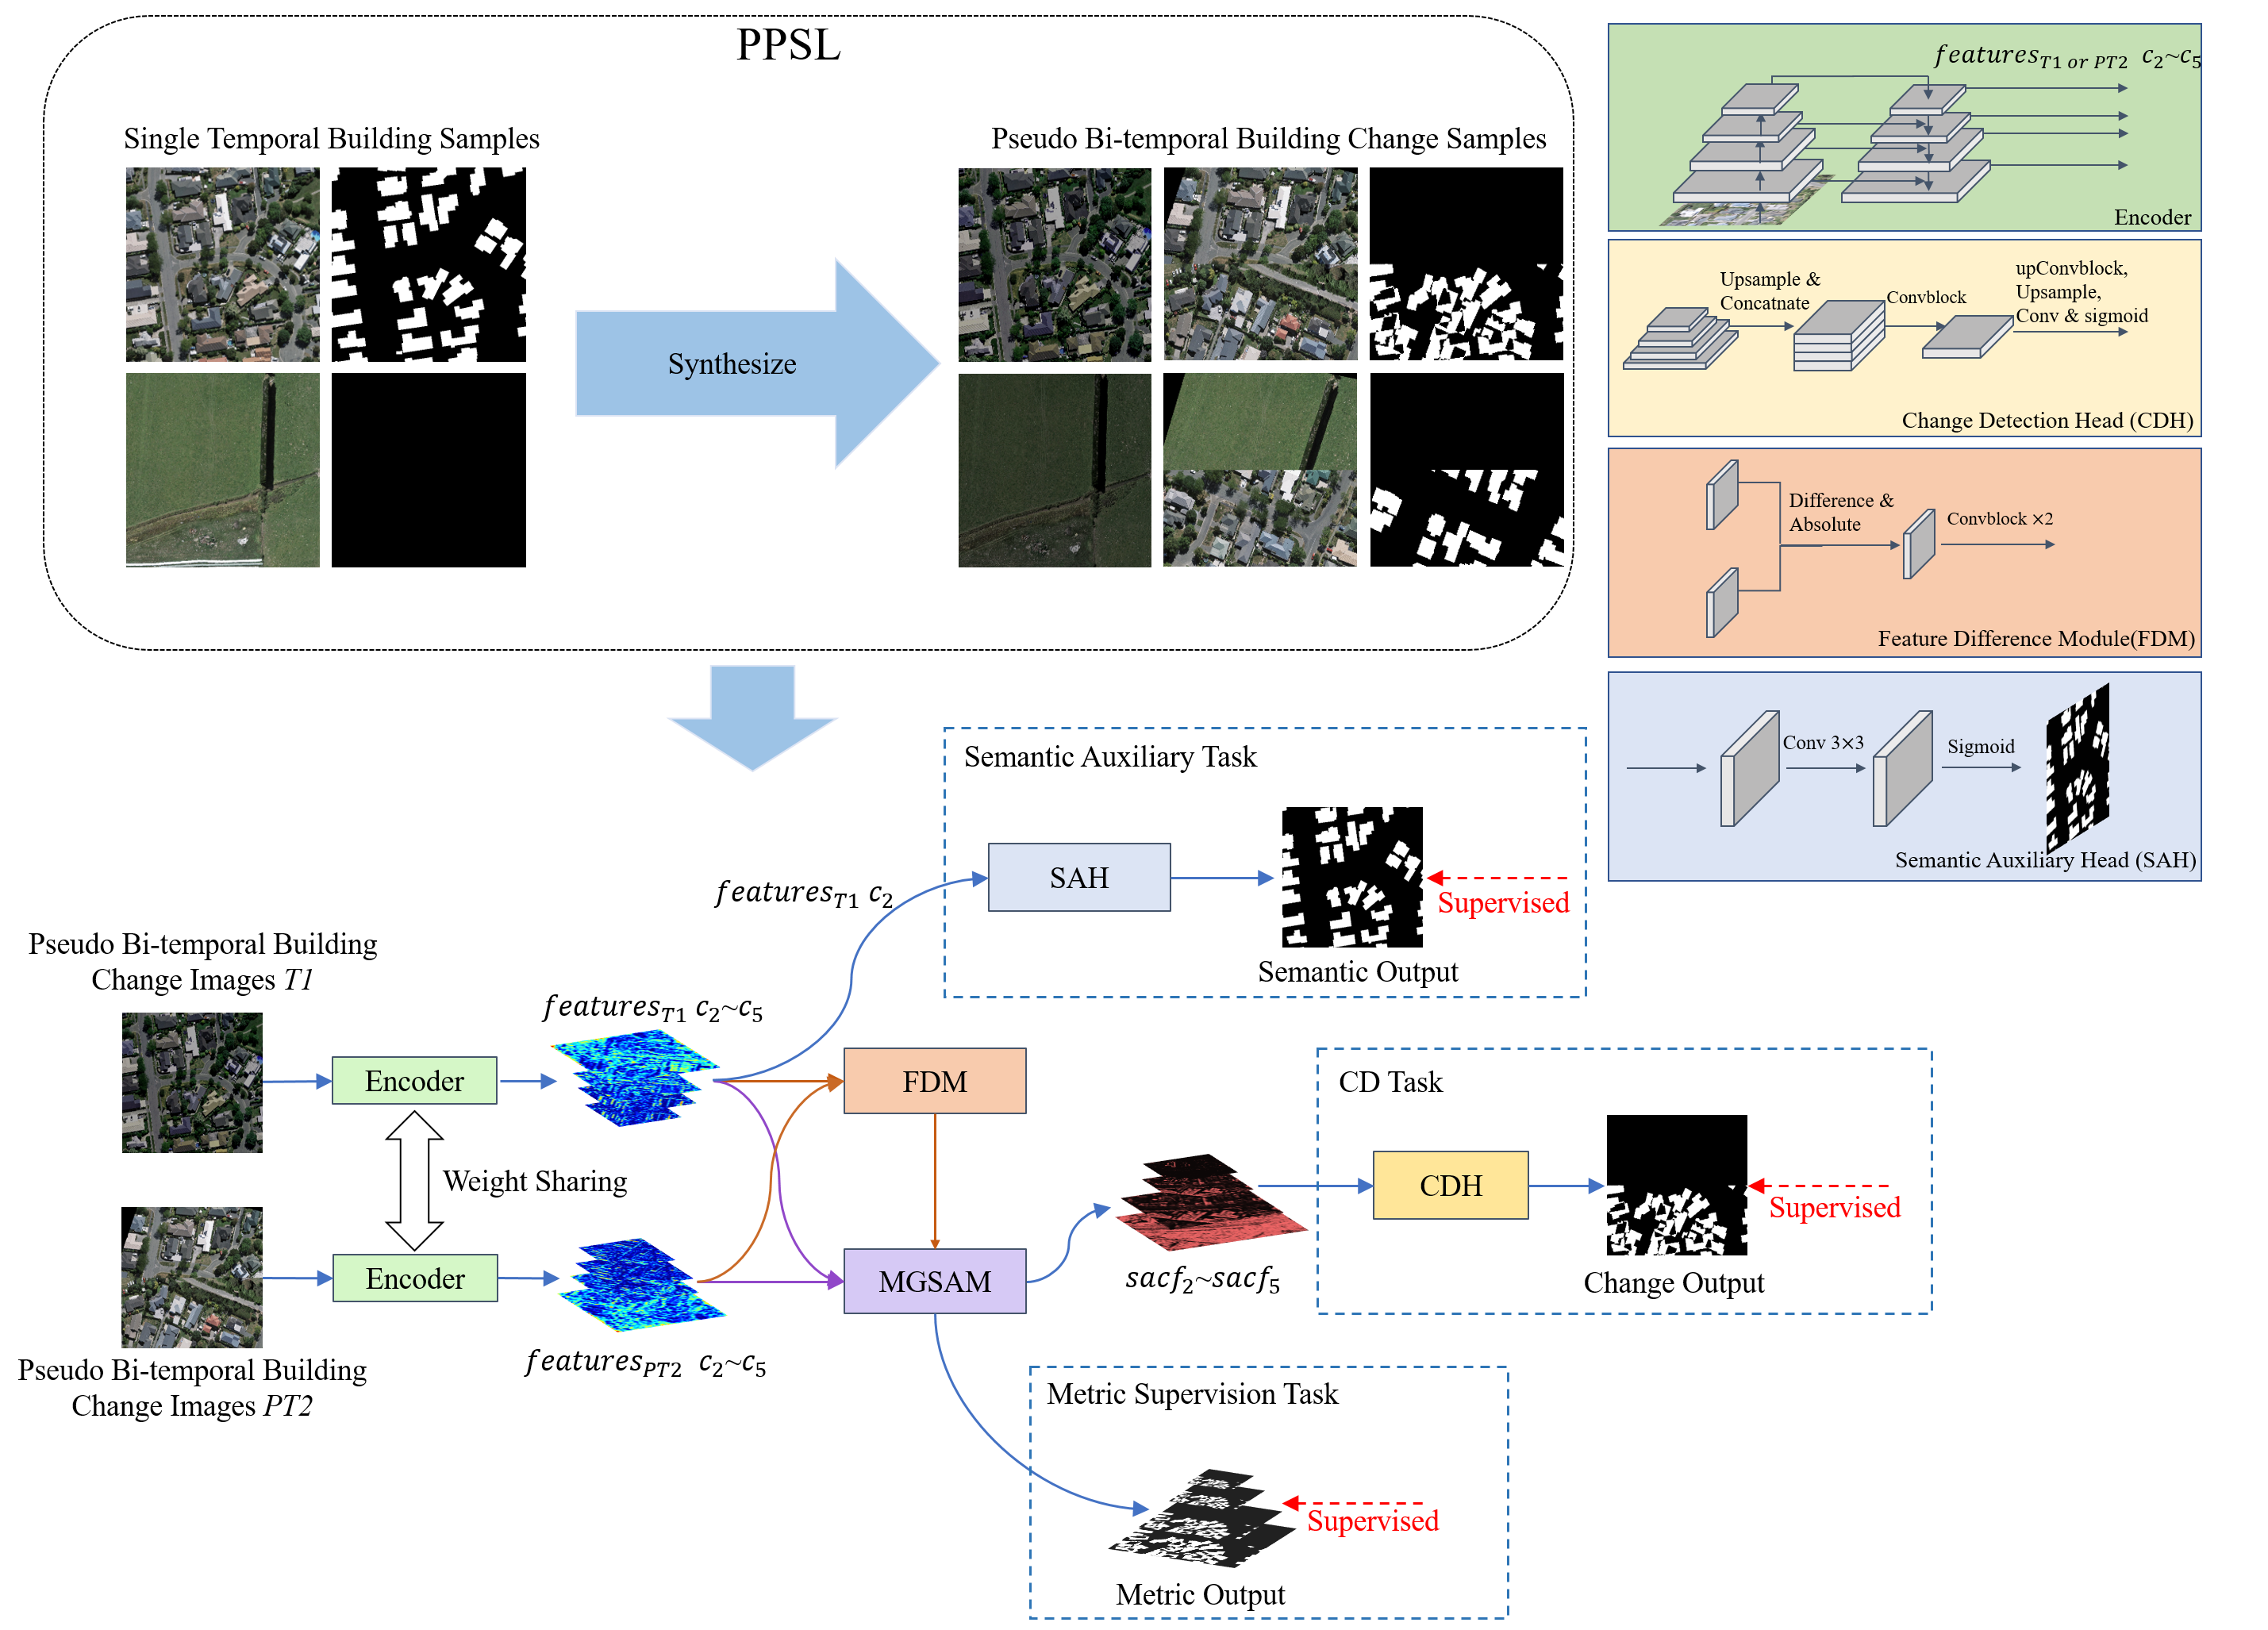 PPSL
Single Temporal Building Samples
Pseudo Bi-temporal Building Change Samples
Synthesize
features_{T1 or PT2} c_2~c_5
Encoder
Upsample &
Concatnate
Convblock
upConvblock,
Upsample,
Conv & sigmoid
Change Detection Head (CDH)
Difference &
Absolute
Convblock ×2
Feature Difference Module(FDM)
Conv 3×3
Sigmoid
Semantic Auxiliary Head (SAH)
Semantic Auxiliary Task
SAH
Supervised
Semantic Output
features_{T1} c_2
Pseudo Bi-temporal Building
Change Images T1
features_{T1} c_2~c_5
Encoder
FDM
Weight Sharing
Encoder
MGSAM
features_{PT2} c_2~c_5
Pseudo Bi-temporal Building
Change Images PT2
sacf_2~sacf_5
CD Task
CDH
Supervised
Change Output
Metric Supervision Task
Supervised
Metric Output